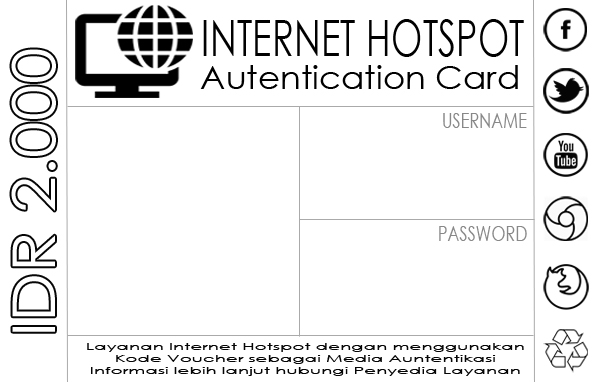 IDR 2.000
INTERNET HOTSPOT
Autentication Card
USERNAME
PASSWORD
Layanan Internet Hotspot dengan menggunakan
Kode Voucher sebagai Media Auntentikasi
Informasi lebih lanjut hubungi Penyedia Layanan
f
You
Tube